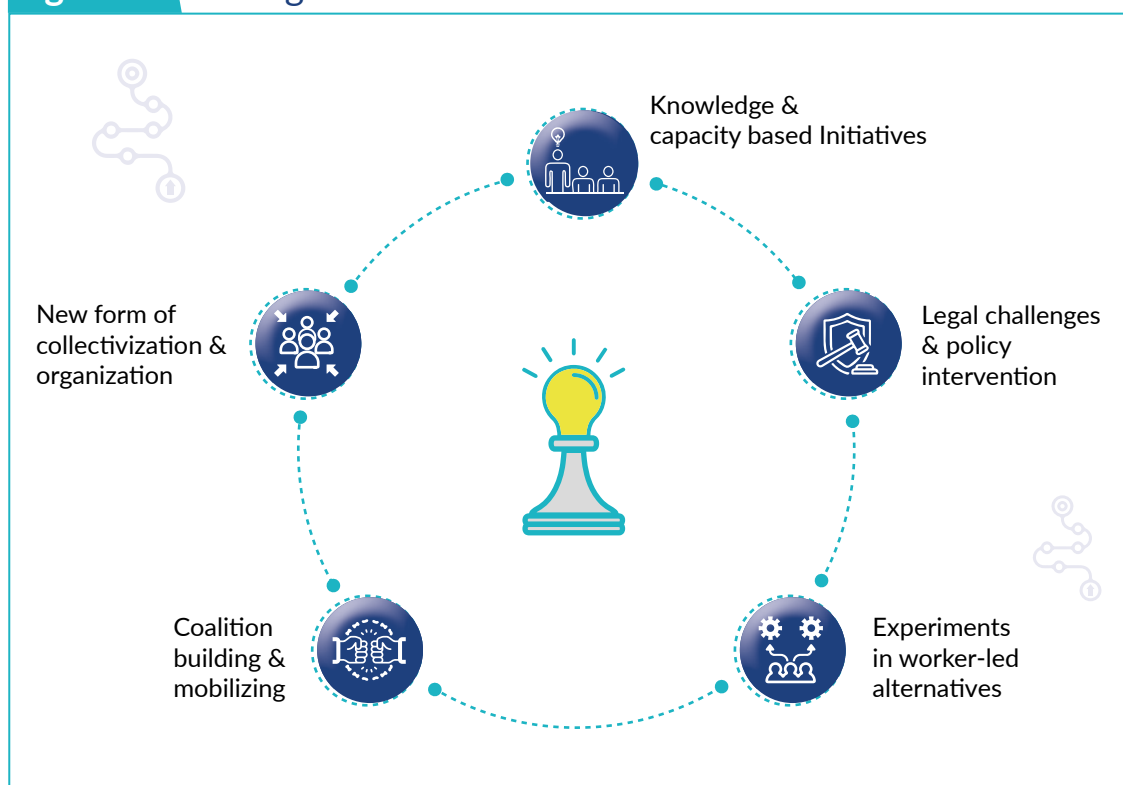 Knowledge &
capacity based Initiatives
New form of
collectivization &
organization
Legal challenges
& policy
intervention
Coalition
building &
mobilizing
Experiments
in worker-led
alternatives